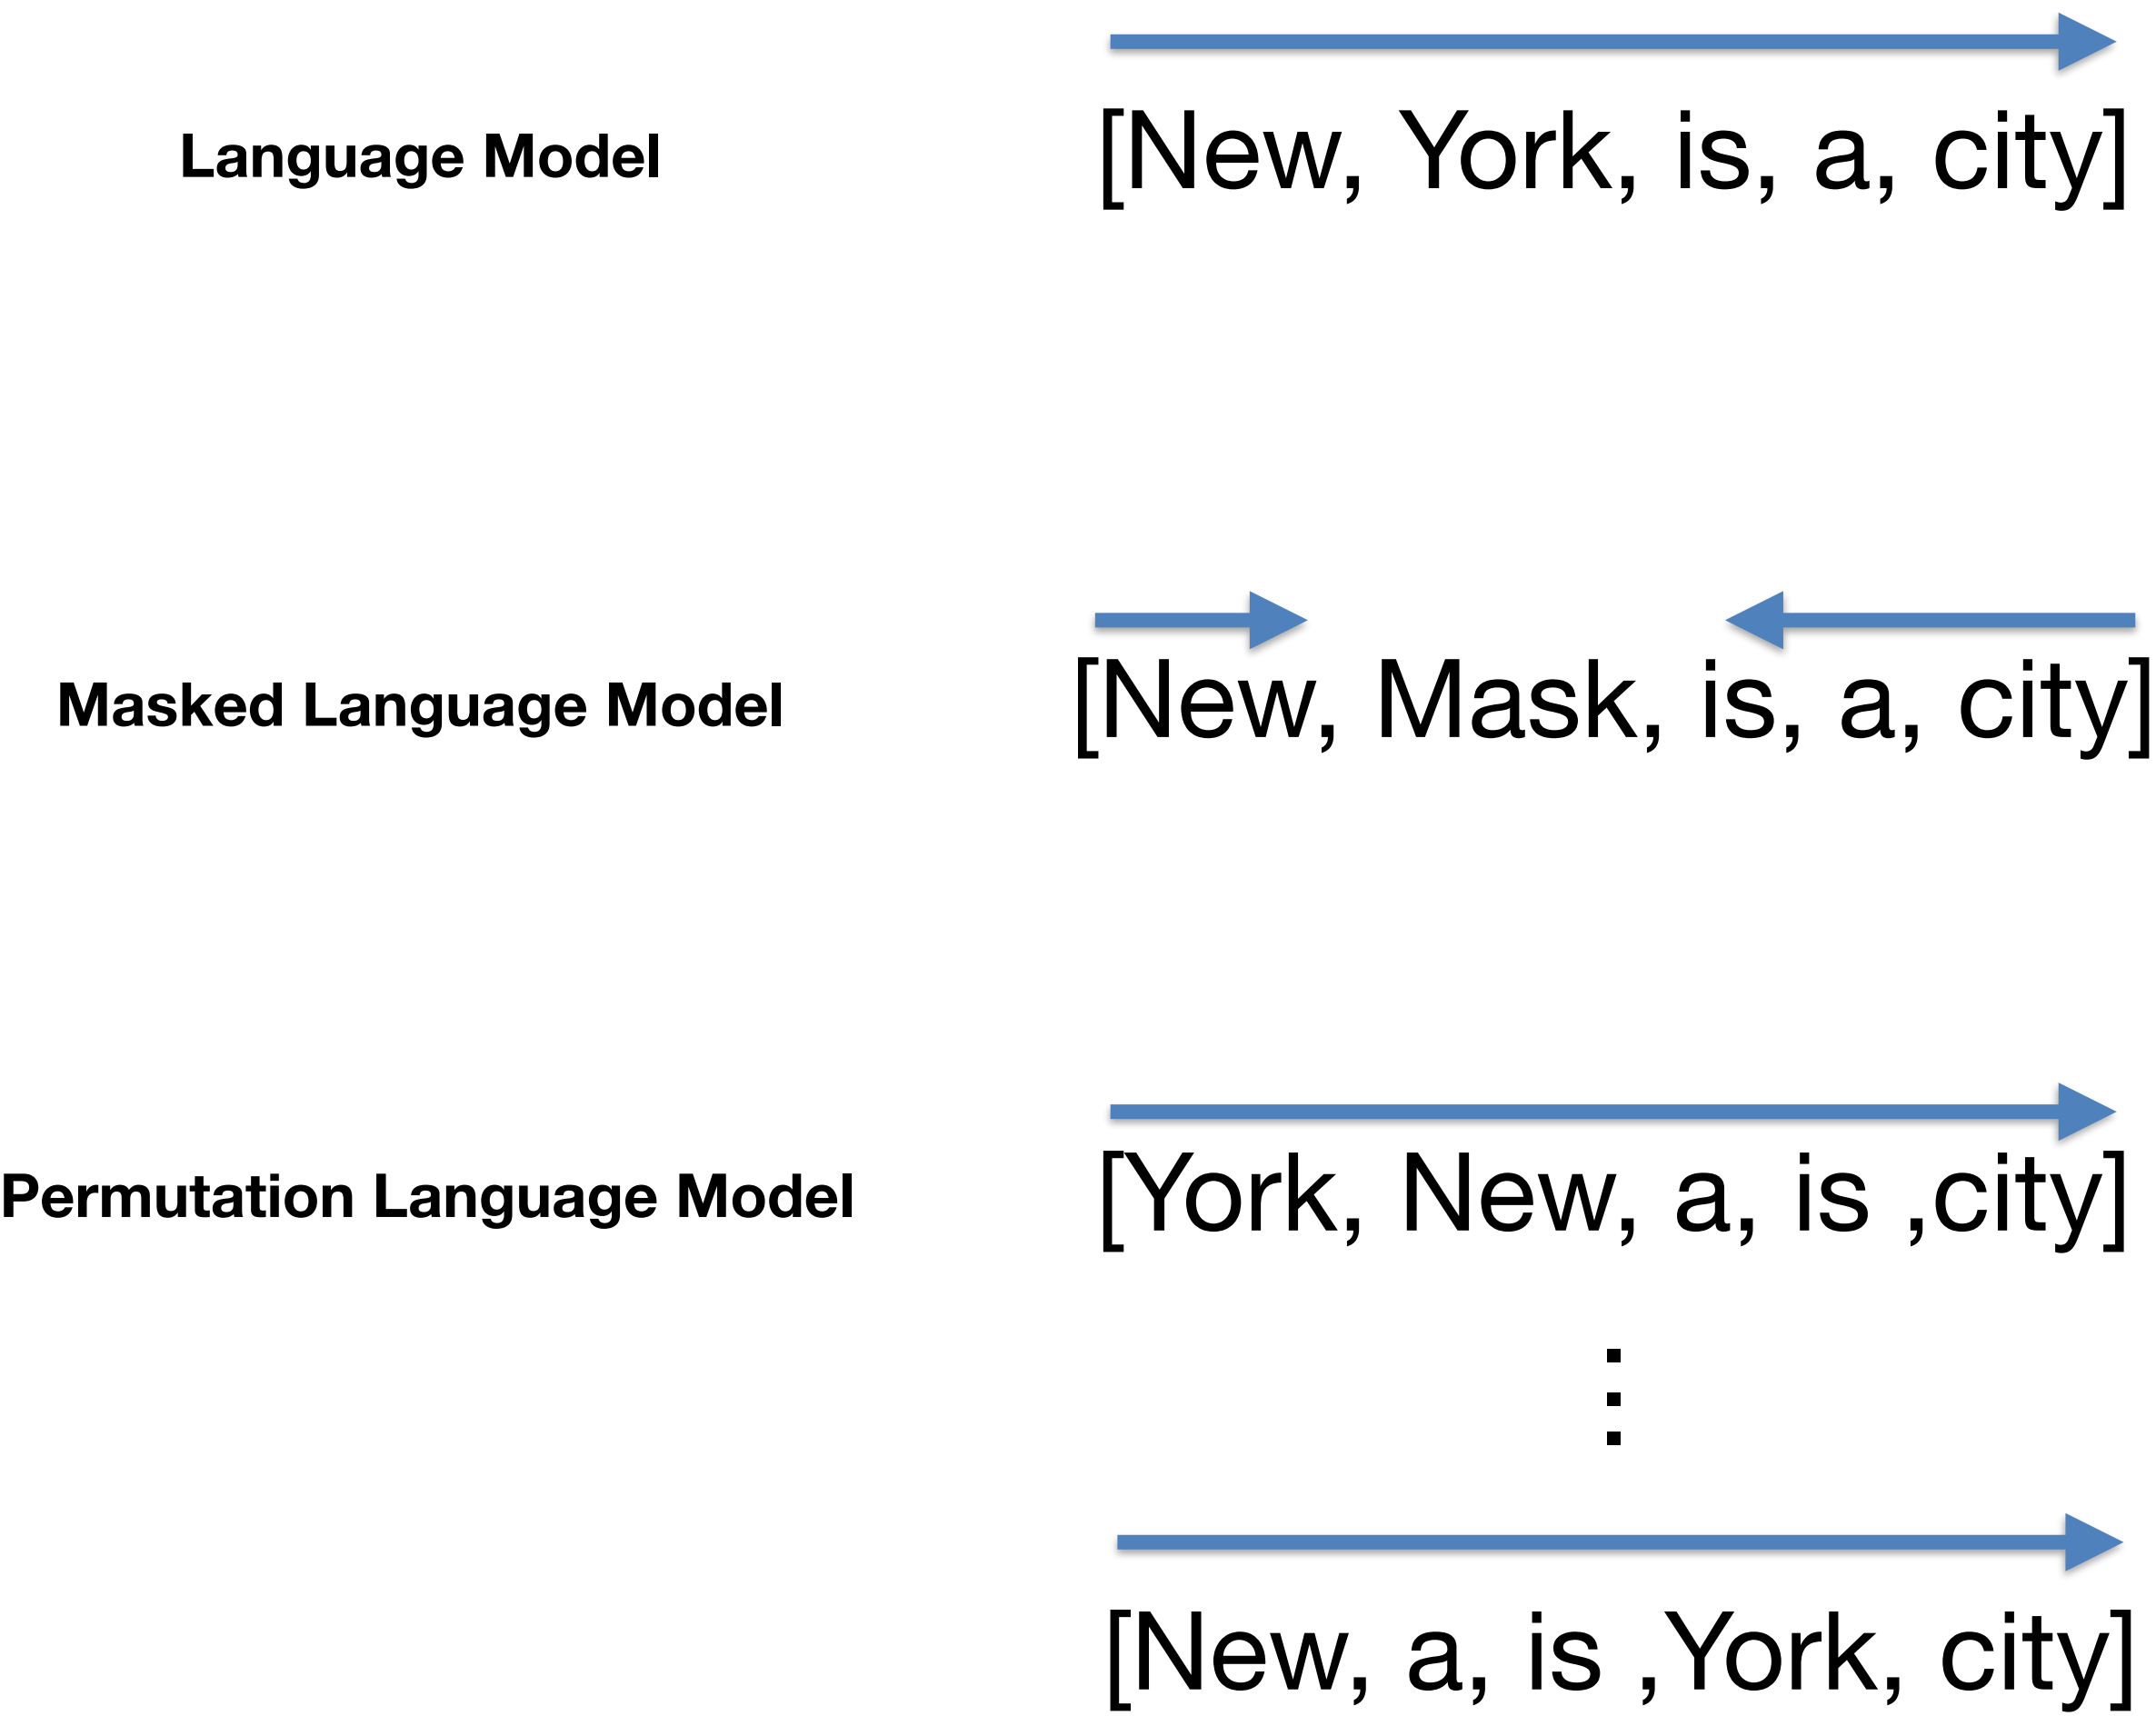 Language Model [New, York, is, a, city]
Masked Language Model [New, Mask, is, a, city]
Permutation Language Model [York, New, a, is ,city]
[New, a, is ,York, city]